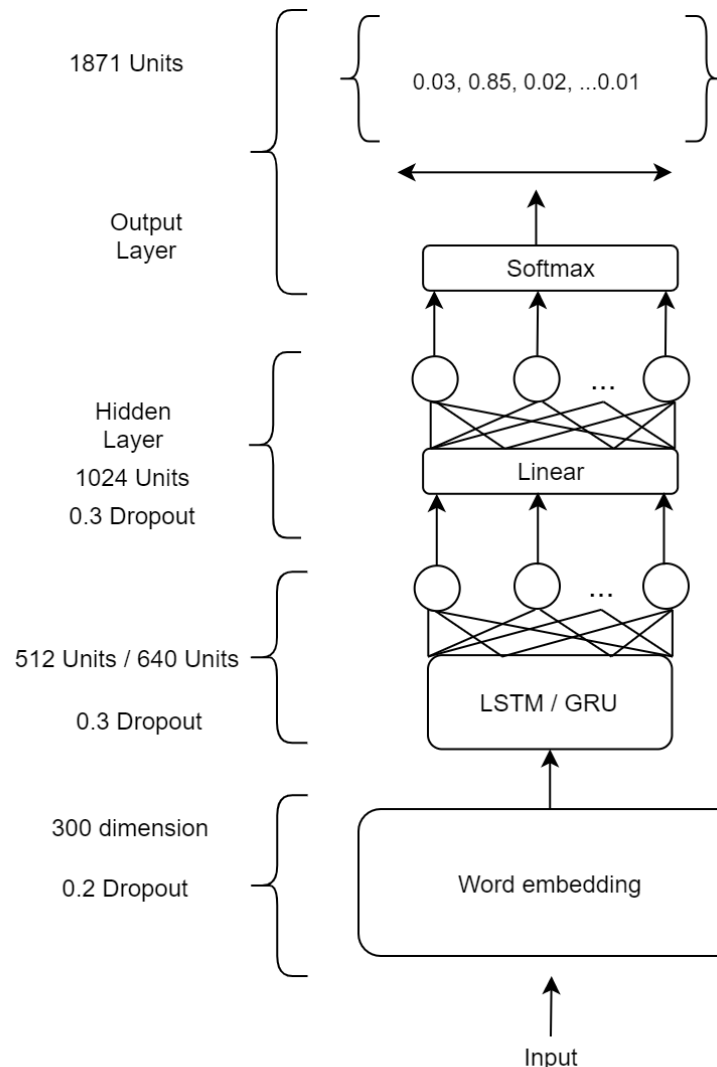 1871 Units
0.03, 0.85, 0.02, ...0.01
Output
Layer
Softmax
...
Hidden
Layer
1024 Units
0.3 Dropout
Linear
...
512 Units / 640 Units
0.3 Dropout
LSTM / GRU
300 dimension
0.2 Dropout
Word embedding
Input